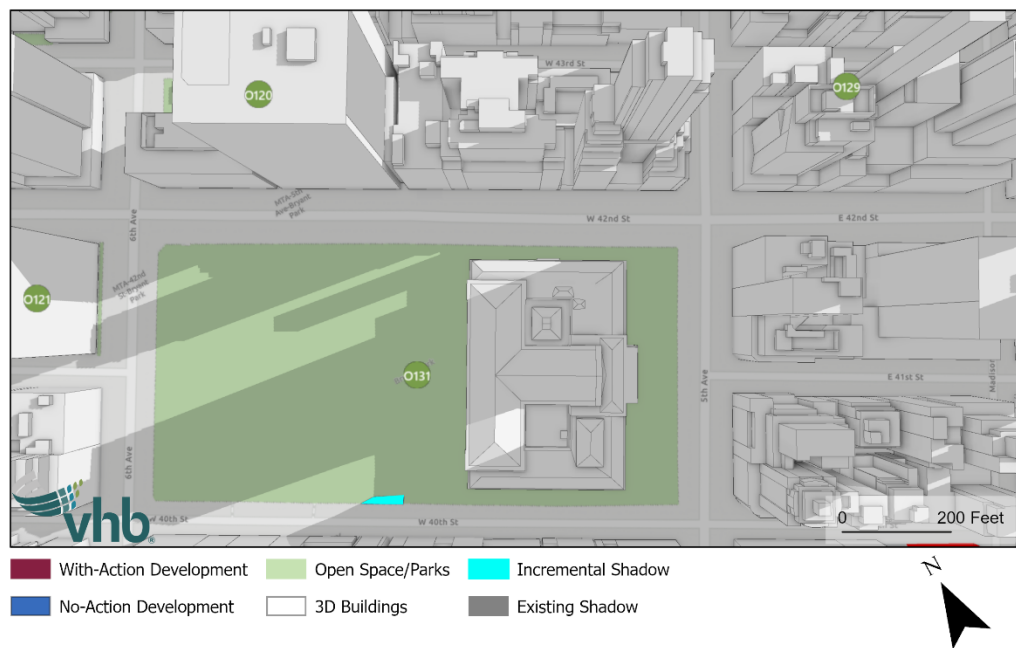 W 43rd St
O120
O129
MTA-5th
Ave-Bryant
Park
W 42nd St
E 42nd St
6th Ave
MTA-42nd
St-Bryant
Park
O121
O131
5th Ave
E 41st St
Madison
6th Ave
vhb®
W 40th St
W 40th St
0
200 Feet
With-Action Development
Open Space/Parks
Incremental Shadow
No-Action Development
3D Buildings
Existing Shadow
N